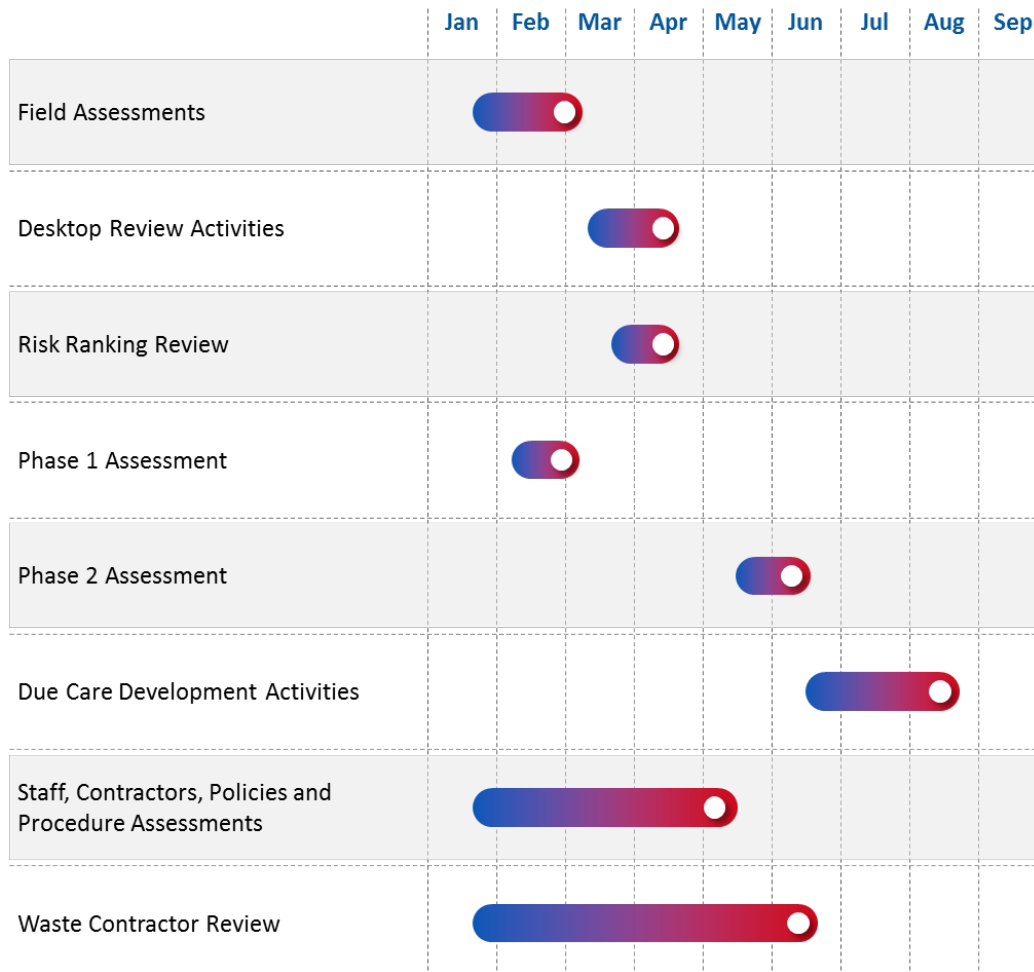 Jan Feb Mar Apr May Jun Jul Aug Sep
Field Assessments
Desktop Review Activities
Risk Ranking Review
Phase 1 Assessment
Phase 2 Assessment
Due Care Development Activities
Staff, Contractors, Policies and
Procedure Assessments
Waste Contractor Review